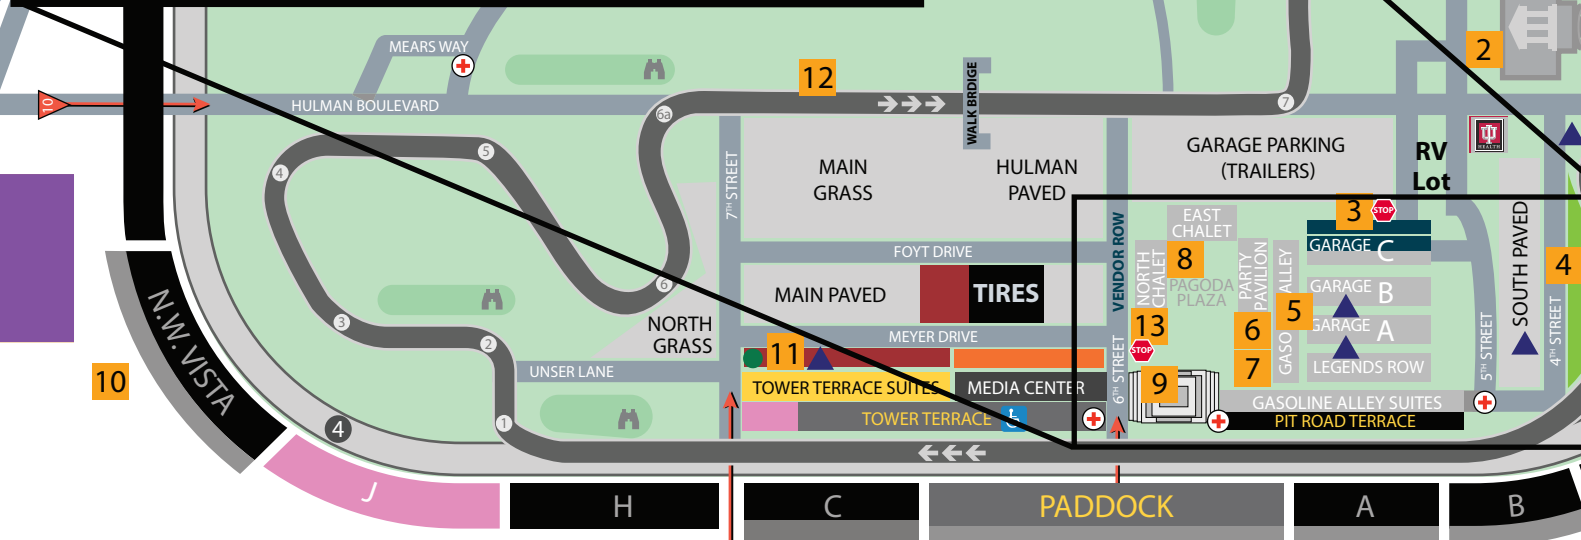 MEARS WAY
2
12
10
HULMAN BOULEVARD
WALK BRDIGE
7
6a
5
4
7TH STREET
MAIN
GRASS
HULMAN
PAVED
GARAGE PARKING
(TRAILERS)
RV
Lot
HEALTH
3
STOP
EAST
CHALET
VENDOR ROW
NORTH
CHALET
8
PAGODA
PLAZA
PARTY
PAVILION
GARAGE C
GARAGE B
GARAGE A
LEGENDS ROW
5
ALLEY
GASO
SOUTH PAVED
4
4TH STREET
5TH STREET
FOYT DRIVE
MAIN PAVED
TIRES
6
3
2
NORTH
GRASS
MEYER DRIVE
13
STOP
6
7
9
11
6TH STREET
UNSER LANE
TOWER TERRACE SUITES
MEDIA CENTER
TOWER TERRACE
GASOLINE ALLEY SUITES
PIT ROAD TERRACE
1
N.W. VISTA
10
4
J
H
C
PADDOCK
A
B